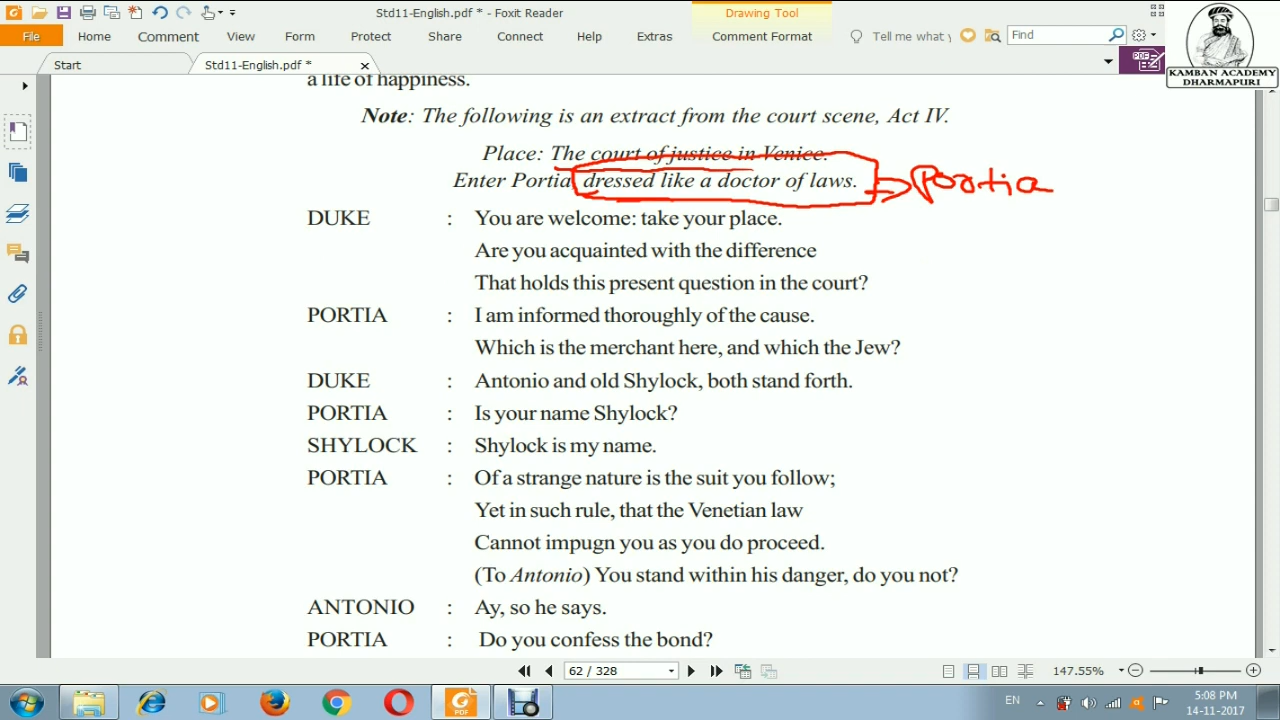 Std11-English.pdf * - Foxit Reader
Drawing Tool
File Home Comment View Form Protect Share Connect Help Extras Comment Format Tell me what y Find
Start Std11-English.pdf *
KAMBAN ACADEMY
DHARMAPURI
a life of happiness.
Note: The following is an extract from the court scene, Act IV.
Place: The court of justice in Venice.
Enter Portia, dressed like a doctor of laws. Portia
DUKE : You are welcome: take your place.
Are you acquainted with the difference
That holds this present question in the court?
PORTIA : I am informed thoroughly of the cause.
Which is the merchant here, and which the Jew?
DUKE : Antonio and old Shylock, both stand forth.
PORTIA : Is your name Shylock?
SHYLOCK : Shylock is my name.
PORTIA : Of a strange nature is the suit you follow;
Yet in such rule, that the Venetian law
Cannot impugn you as you do proceed.
(To Antonio) You stand within his danger, do you not?
ANTONIO : Ay, so he says.
PORTIA : Do you confess the bond?
62 / 328 147.55%
EN 5:08 PM
14-11-2017